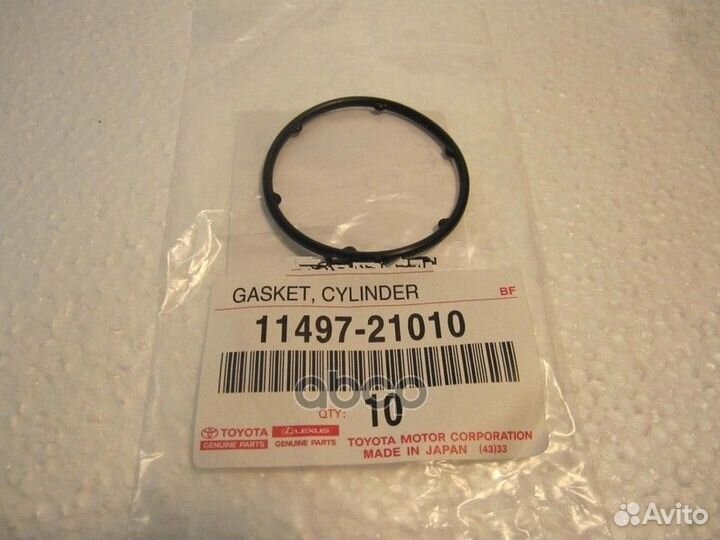 GASKET, CYLINDER BF
11497-21010
abcp
QTY: 10
TOYOTA LEXUS TOYOTA MOTOR CORPORATION
GENUINE PARTS GENUINE PARTS MADE IN JAPAN (43)33
Avito